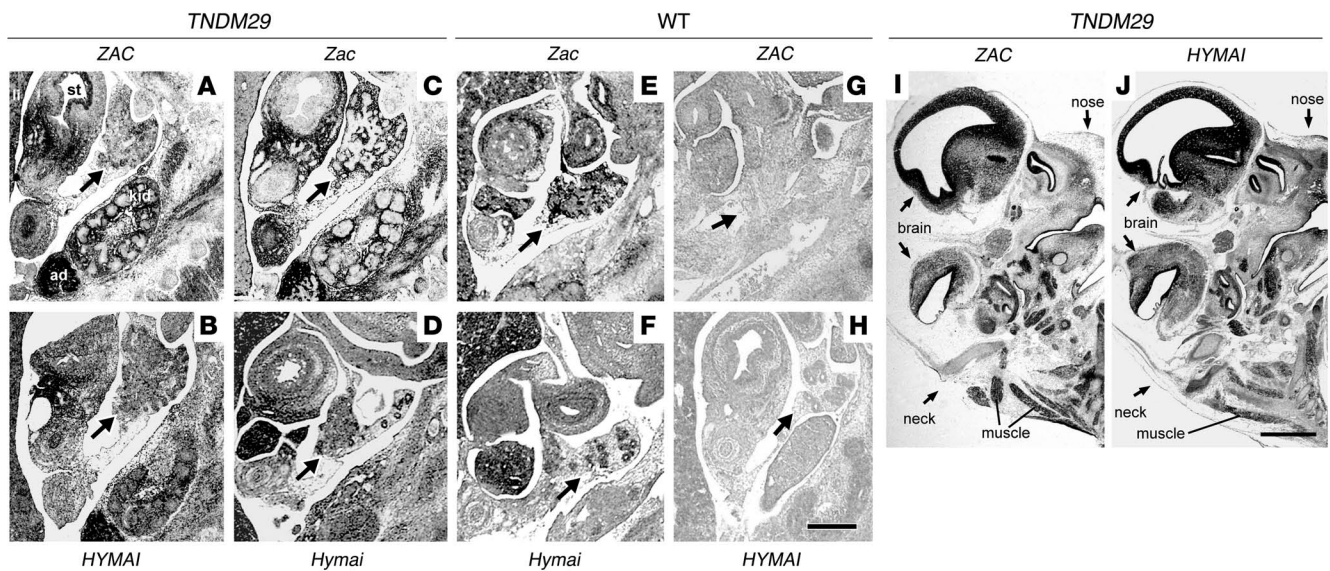 TNDM29 WT TNDM29
ZAC Zac Zac ZAC ZAC HYMAI
A C E G I J
st
kid
ad
nose nose
brain brain
neck neck
muscle muscle
B D F H
HYMAI Hymai Hymai HYMAI